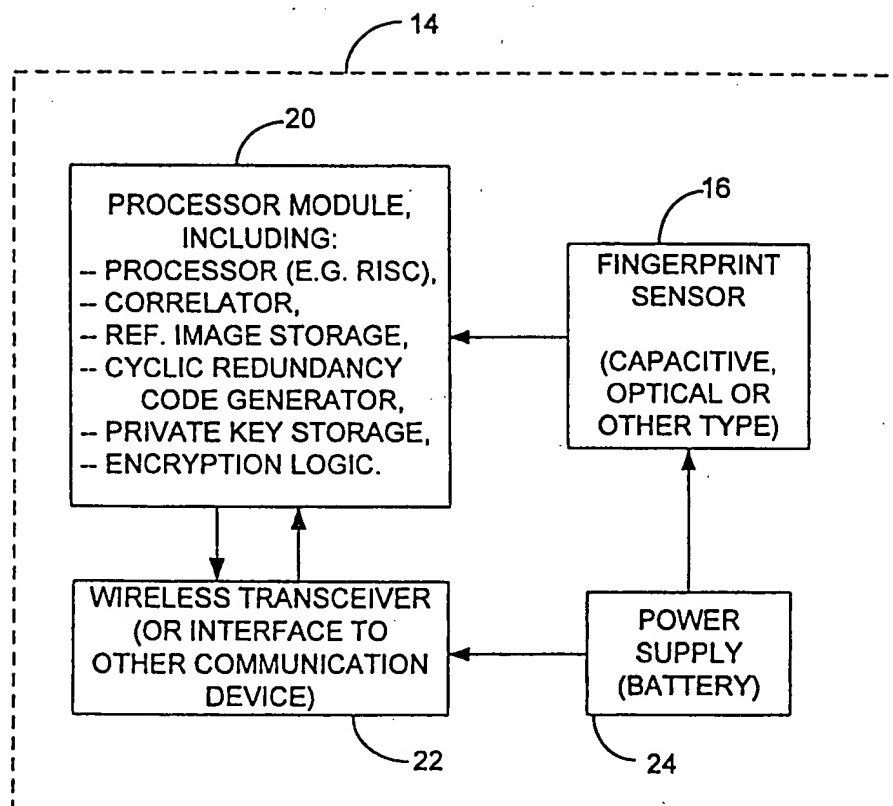 14
20
PROCESSOR MODULE,
INCLUDING:
-- PROCESSOR (E.G. RISC),
-- CORRELATOR,
-- REF. IMAGE STORAGE,
-- CYCLIC REDUNDANCY
CODE GENERATOR,
-- PRIVATE KEY STORAGE,
-- ENCRYPTION LOGIC.
16
FINGERPRINT
SENSOR
(CAPACITIVE,
OPTICAL OR
OTHER TYPE)
WIRELESS TRANSCEIVER
(OR INTERFACE TO
OTHER COMMUNICATION
DEVICE)
22
POWER
SUPPLY
(BATTERY)
24